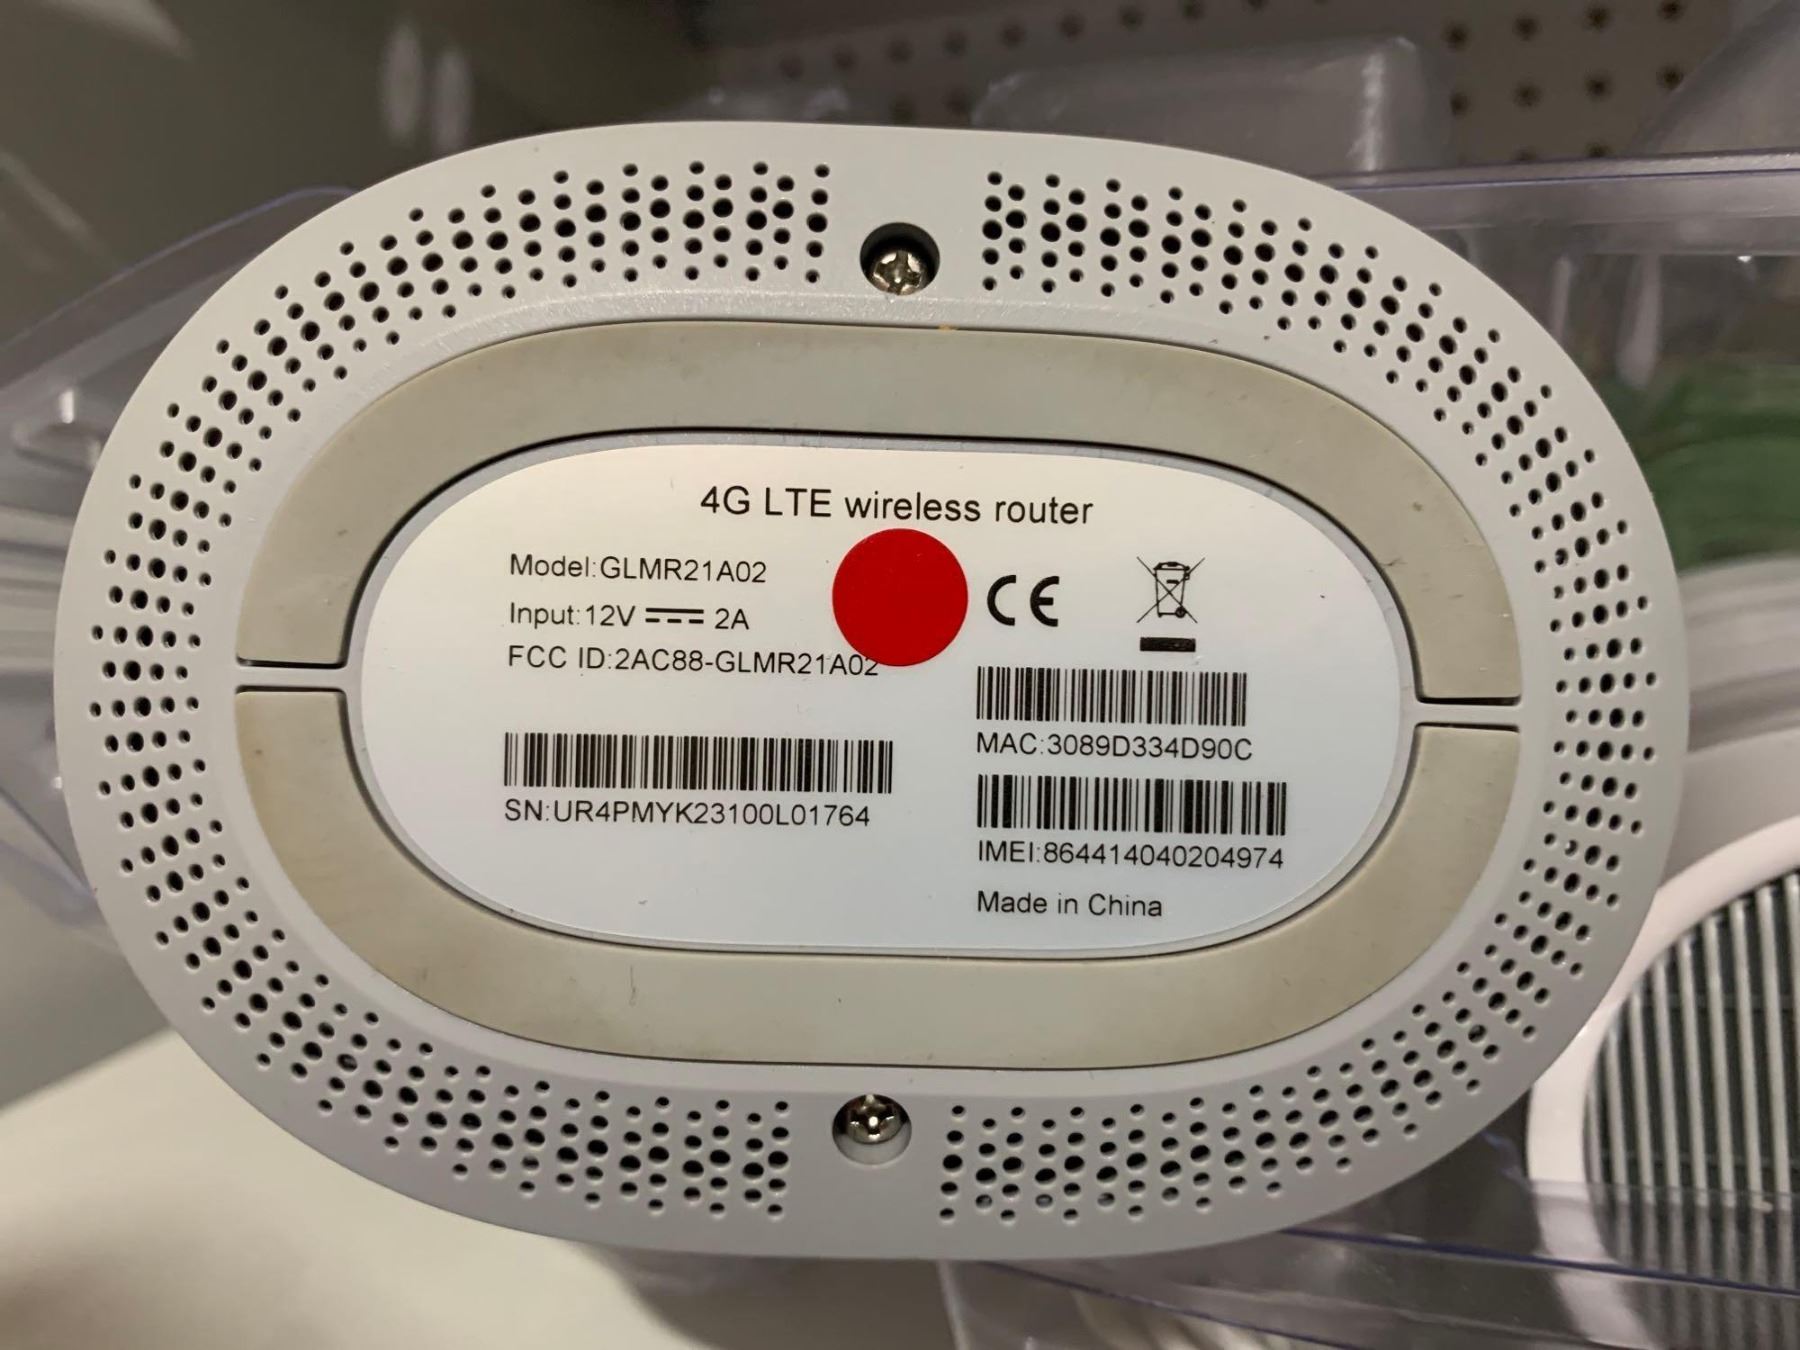 4G LTE wireless router
Model:GLMR21A02
Input:12V ⎓ 2A
FCC ID:2AC88-GLMR21A02
CE
SN:UR4PMYK23100L01764
MAC:3089D334D90C
IMEI:864414040204974
Made in China